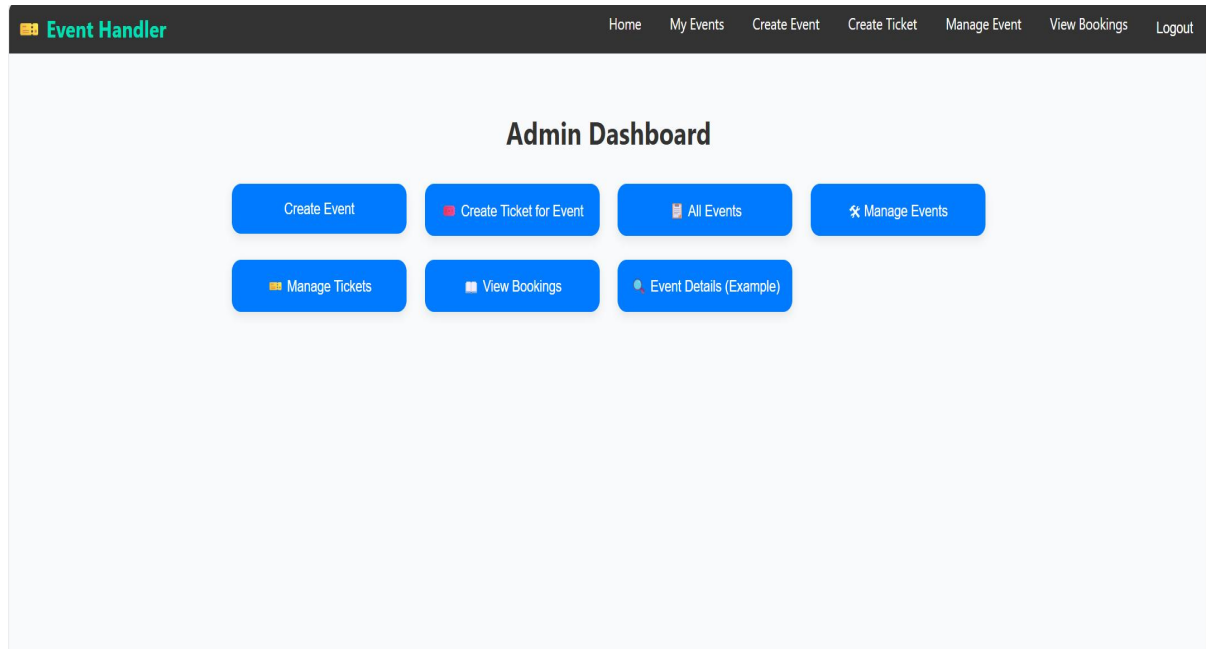 🎫 Event Handler
Home My Events Create Event Create Ticket Manage Event View Bookings Logout
Admin Dashboard
Create Event 🎟️ Create Ticket for Event 📋 All Events 🛠 Manage Events
🎫 Manage Tickets 📖 View Bookings 🔍 Event Details (Example)